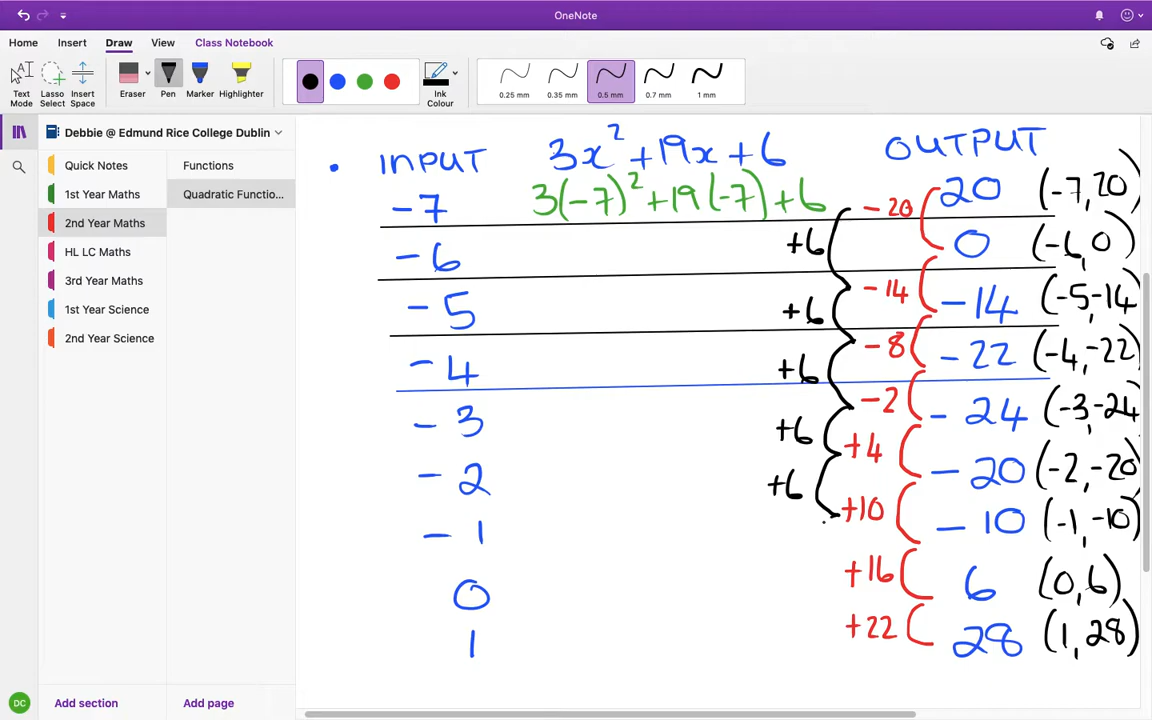 OneNote
Home Insert Draw View Class Notebook
Text Mode Lasso Select Insert Space Eraser Pen Marker Highlighter Ink Colour 0.25 mm 0.35 mm 0.5 mm 0.7 mm 1 mm
Debbie @ Edmund Rice College Dublin
Quick Notes
1st Year Maths
2nd Year Maths
HL LC Maths
3rd Year Maths
1st Year Science
2nd Year Science
Functions
Quadratic Functio...
• INPUT 3x² + 19x + 6 OUTPUT
-7 3(-7)² + 19(-7) + 6 20 (-7, 20)
-20
-6 +6 0 (-6, 0)
-14
-5 +6 -14 (-5, -14)
-8
-4 +6 -22 (-4, -22)
-2
-3 +6 -24 (-3, -24
+4
-2 +6 -20 (-2, -20)
+10
-1 -10 (-1, -10)
+16
0 6 (0, 6)
+22
1 28 (1, 28)
DC
Add section
Add page